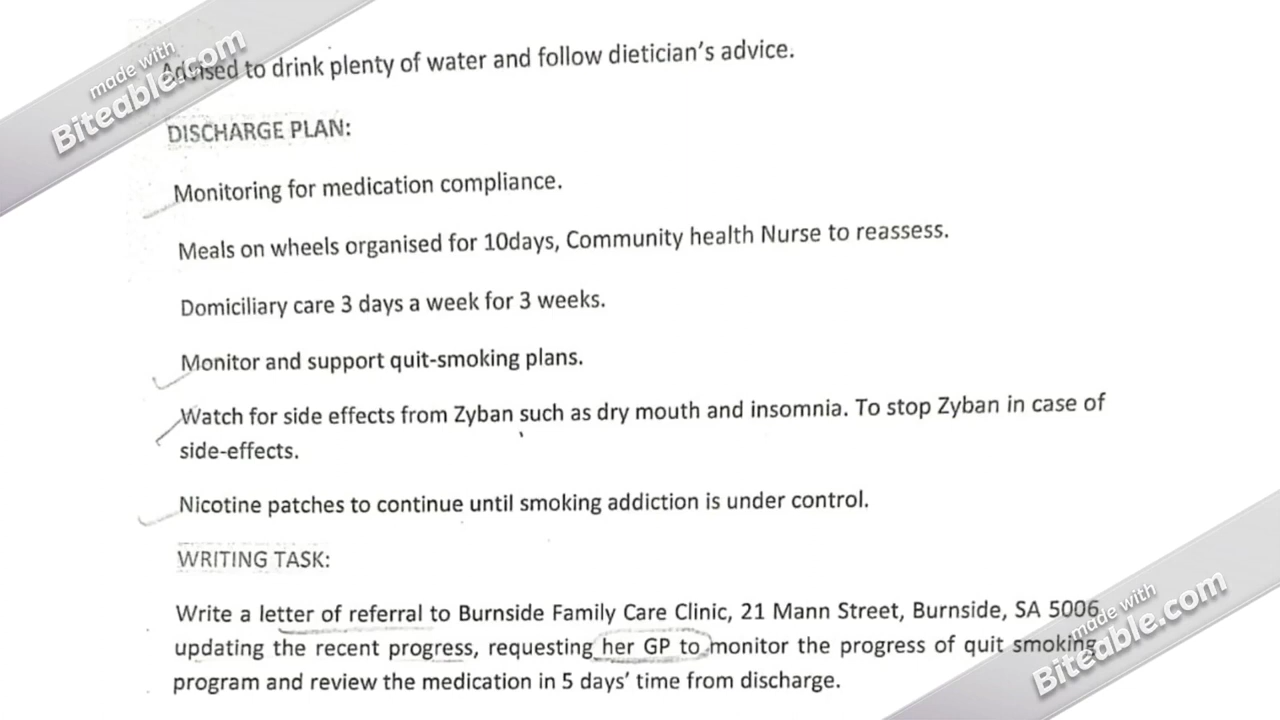 made with
Biteable.com
Advised to drink plenty of water and follow dietician's advice.
DISCHARGE PLAN:
Monitoring for medication compliance.
Meals on wheels organised for 10days, Community health Nurse to reassess.
Domiciliary care 3 days a week for 3 weeks.
Monitor and support quit-smoking plans.
Watch for side effects from Zyban such as dry mouth and insomnia. To stop Zyban in case of
side-effects.
Nicotine patches to continue until smoking addiction is under control.
WRITING TASK:
Write a letter of referral to Burnside Family Care Clinic, 21 Mann Street, Burnside, SA 5006,
updating the recent progress, requesting her GP to monitor the progress of quit smoking
program and review the medication in 5 days' time from discharge.
made with
Biteable.com